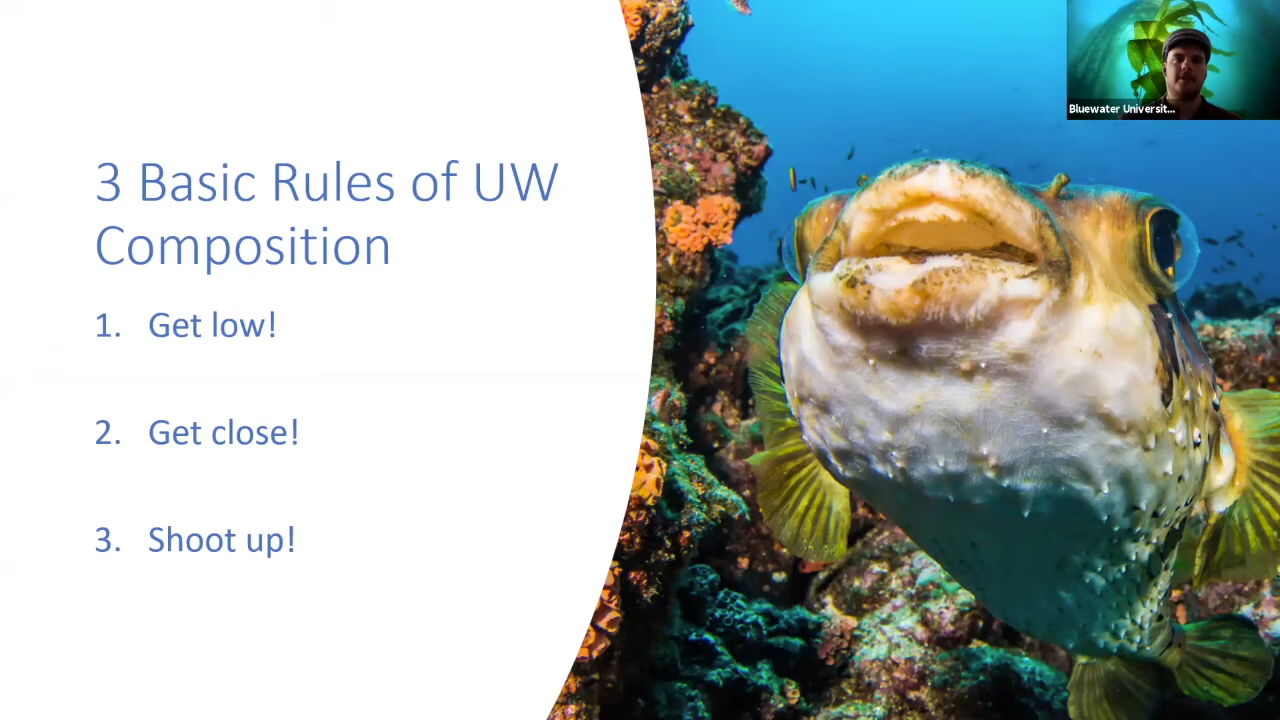 3 Basic Rules of UW
Composition
1. Get low!
2. Get close!
3. Shoot up!
Bluewater Universit...